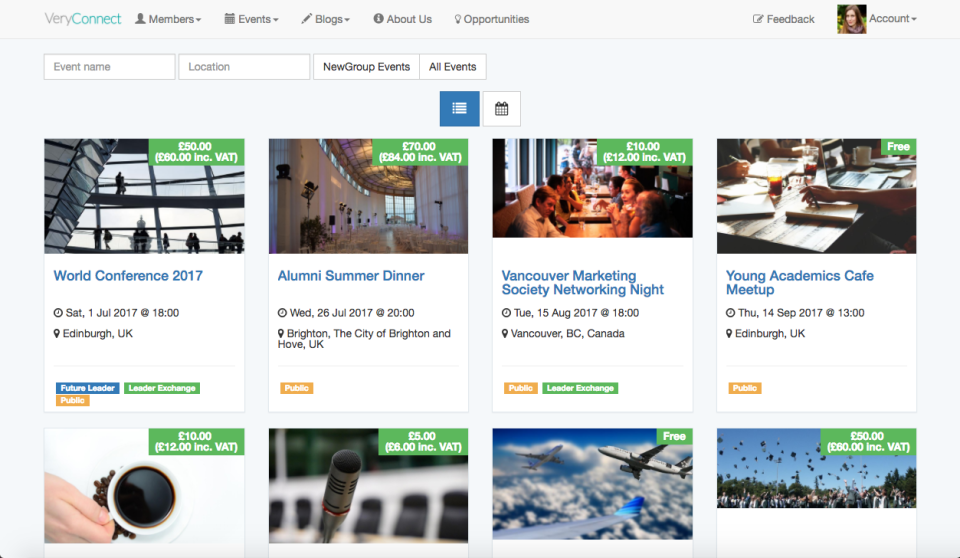 VeryConnect Members Events Blogs About Us Opportunities Feedback Account
Event name Location NewGroup Events All Events
£50.00
(£60.00 inc. VAT)
£70.00
(£84.00 inc. VAT)
£10.00
(£12.00 inc. VAT)
Free
World Conference 2017
Sat, 1 Jul 2017 @ 18:00
Edinburgh, UK
Future Leader Leader Exchange
Public
Alumni Summer Dinner
Wed, 26 Jul 2017 @ 20:00
Brighton, The City of Brighton and
Hove, UK
Public
Vancouver Marketing
Society Networking Night
Tue, 15 Aug 2017 @ 18:00
Vancouver, BC, Canada
Public Leader Exchange
Young Academics Cafe
Meetup
Thu, 14 Sep 2017 @ 13:00
Edinburgh, UK
Public
£10.00
(£12.00 inc. VAT)
£5.00
(£6.00 inc. VAT)
Free
£50.00
(£60.00 inc. VAT)